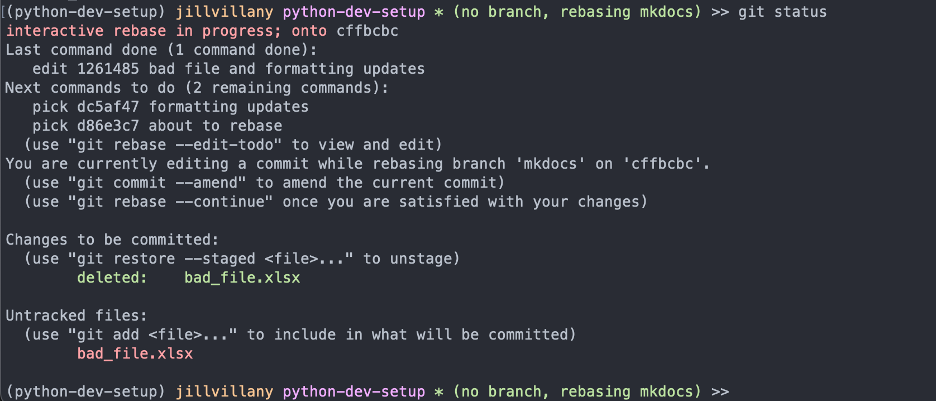 (python-dev-setup) jillvillany python-dev-setup * (no branch, rebasing mkdocs) >> git status
interactive rebase in progress; onto cffbcbc
Last command done (1 command done):
   edit 1261485 bad file and formatting updates
Next commands to do (2 remaining commands):
   pick dc5af47 formatting updates
   pick d86e3c7 about to rebase
  (use "git rebase --edit-todo" to view and edit)
You are currently editing a commit while rebasing branch 'mkdocs' on 'cffbcbc'.
  (use "git commit --amend" to amend the current commit)
  (use "git rebase --continue" once you are satisfied with your changes)

Changes to be committed:
  (use "git restore --staged <file>..." to unstage)
        deleted:    bad_file.xlsx

Untracked files:
  (use "git add <file>..." to include in what will be committed)
        bad_file.xlsx

(python-dev-setup) jillvillany python-dev-setup * (no branch, rebasing mkdocs) >>